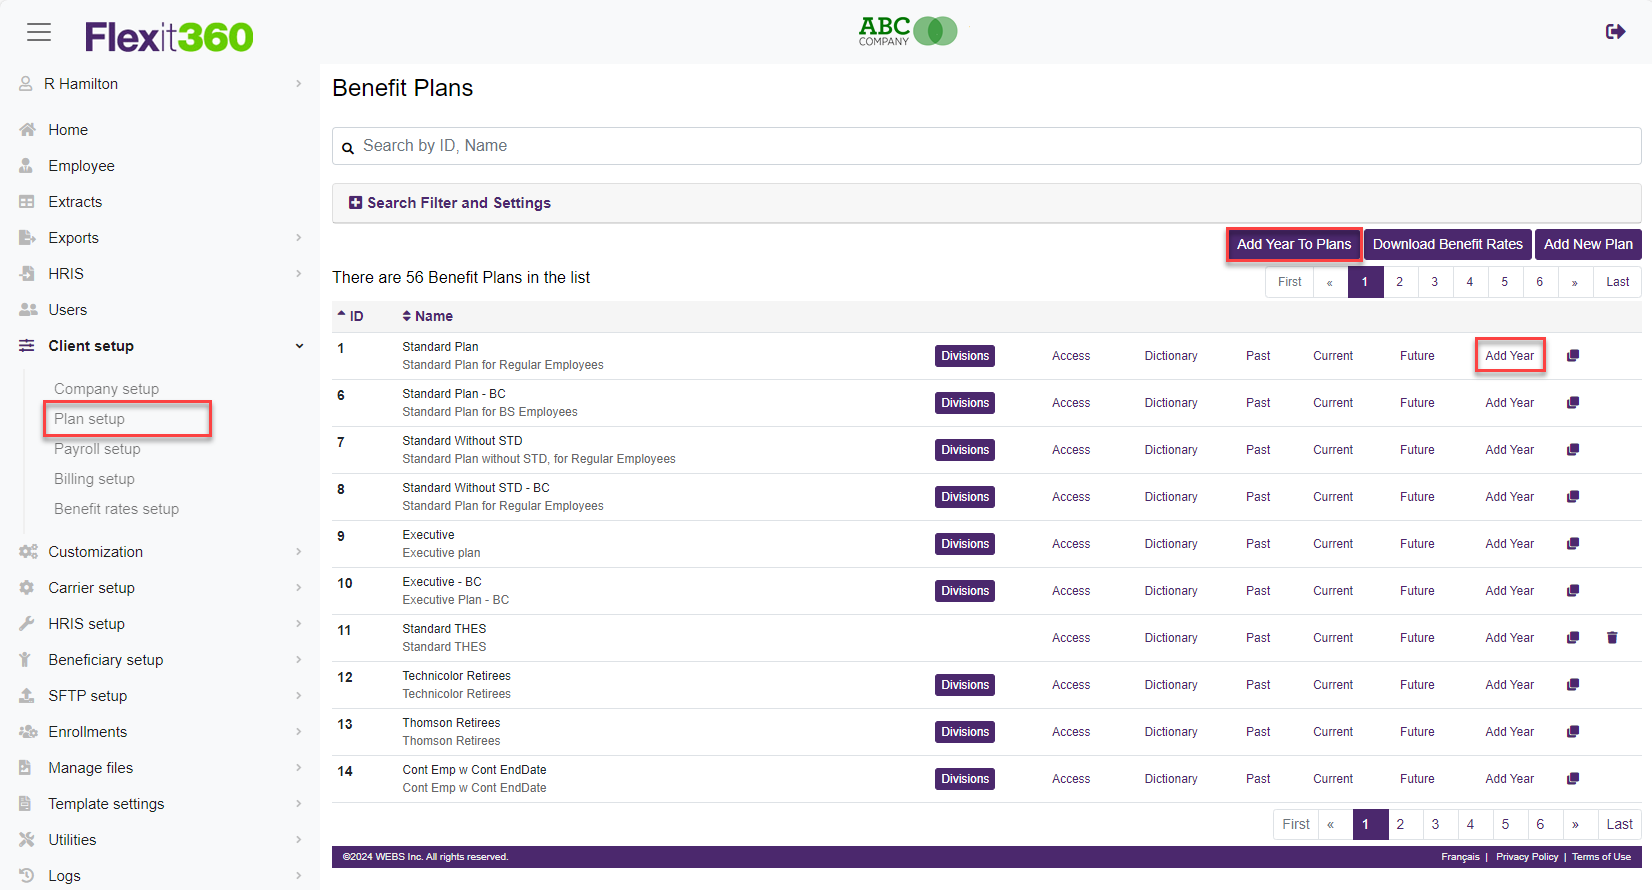 Flexit360
ABC
COMPANY
R Hamilton
Home
Employee
Extracts
Exports
HRIS
Users
Client setup
Company setup
Plan setup
Payroll setup
Billing setup
Benefit rates setup
Customization
Carrier setup
HRIS setup
Beneficiary setup
SFTP setup
Enrollments
Manage files
Template settings
Utilities
Logs
Benefit Plans
Search by ID, Name
Search Filter and Settings
Add Year To Plans Download Benefit Rates Add New Plan
There are 56 Benefit Plans in the list
First « 1 2 3 4 5 6 » Last
ID Name
1 Standard Plan Divisions Access Dictionary Past Current Future Add Year
Standard Plan for Regular Employees
6 Standard Plan - BC Divisions Access Dictionary Past Current Future Add Year
Standard Plan for BS Employees
7 Standard Without STD Divisions Access Dictionary Past Current Future Add Year
Standard Plan without STD, for Regular Employees
8 Standard Without STD - BC Divisions Access Dictionary Past Current Future Add Year
Standard Plan for Regular Employees
9 Executive Divisions Access Dictionary Past Current Future Add Year
Executive plan
10 Executive - BC Divisions Access Dictionary Past Current Future Add Year
Executive Plan - BC
11 Standard THES Access Dictionary Past Current Future Add Year
Standard THES
12 Technicolor Retirees Divisions Access Dictionary Past Current Future Add Year
Technicolor Retirees
13 Thomson Retirees Divisions Access Dictionary Past Current Future Add Year
Thomson Retirees
14 Cont Emp w Cont EndDate Divisions Access Dictionary Past Current Future Add Year
Cont Emp w Cont EndDate
First « 1 2 3 4 5 6 » Last
©2024 WEBS Inc. All rights reserved. Français | Privacy Policy | Terms of Use